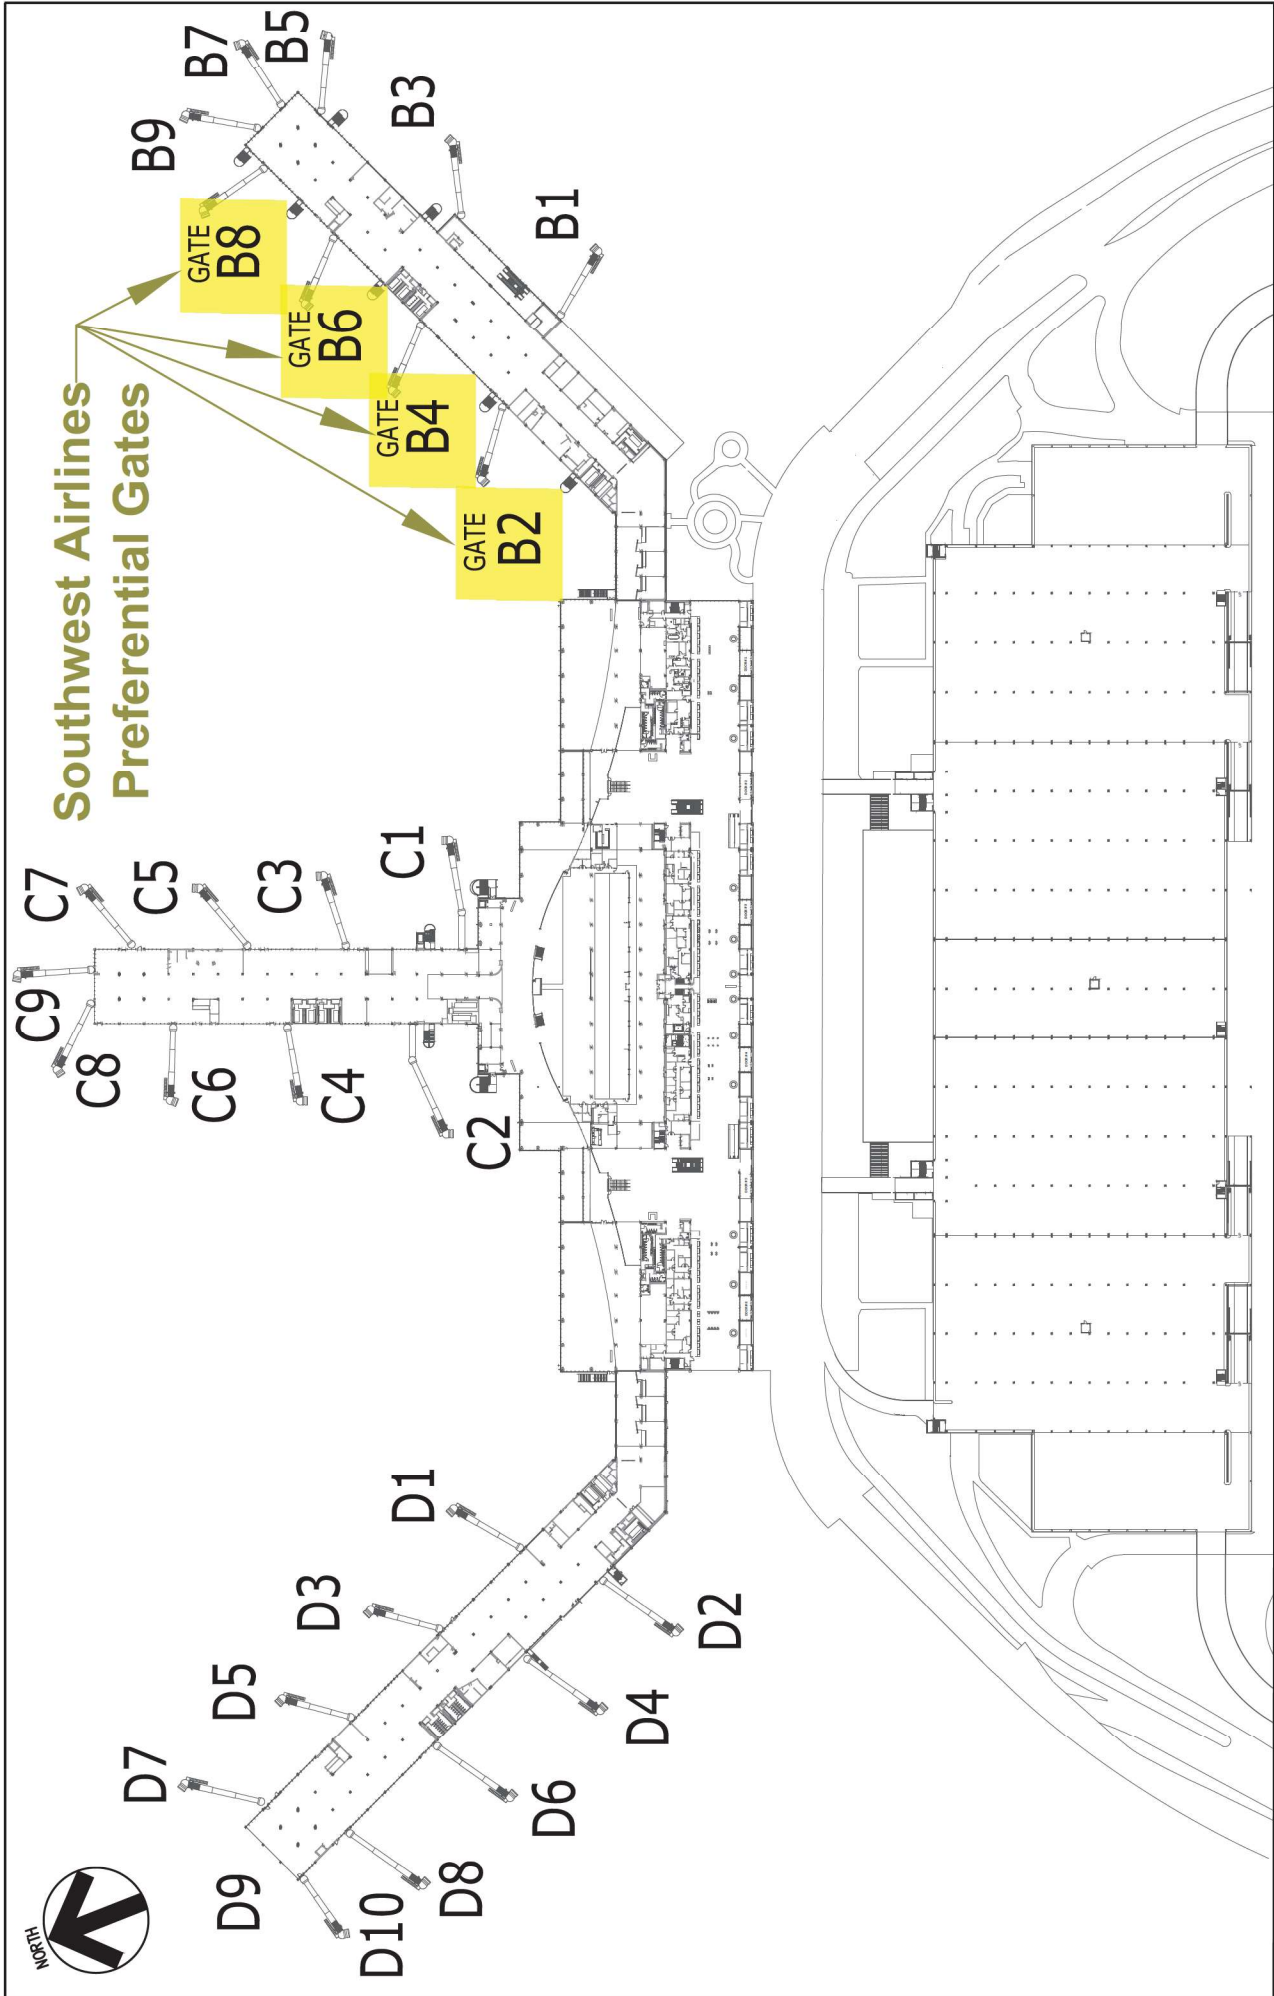 Southwest Airlines
Preferential Gates
NORTH
D9
D7
D5
D3
D1
D10
D8
D6
D4
D2
C9
C7
C8
C5
C6
C3
C4
C1
C2
GATE
B8
GATE
B6
GATE
B4
GATE
B2
B9
B7
B5
B3
B1